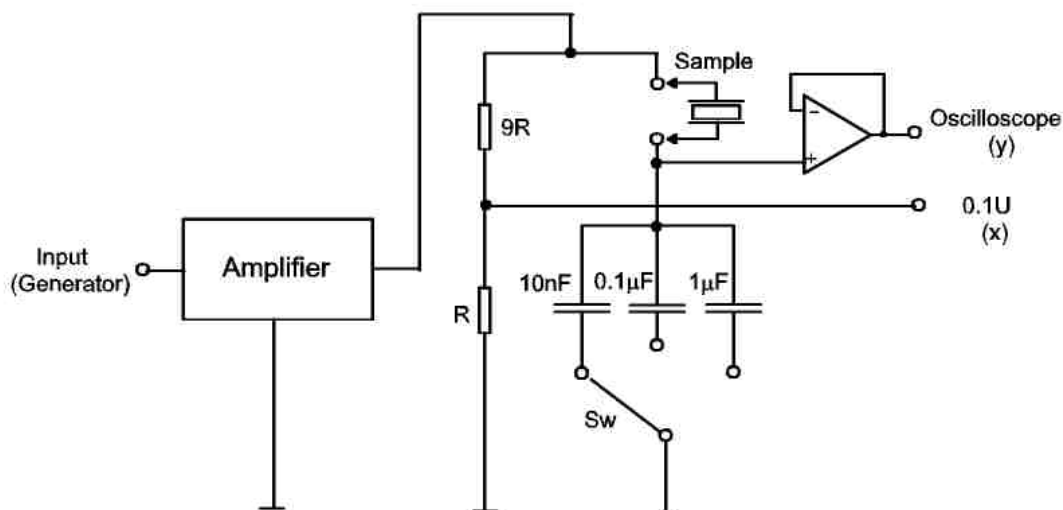 Sample
9R
Oscilloscope
(y)
0.1U
(x)
Input
(Generator)
Amplifier
10nF
0.1μF
1μF
R
Sw
-
+